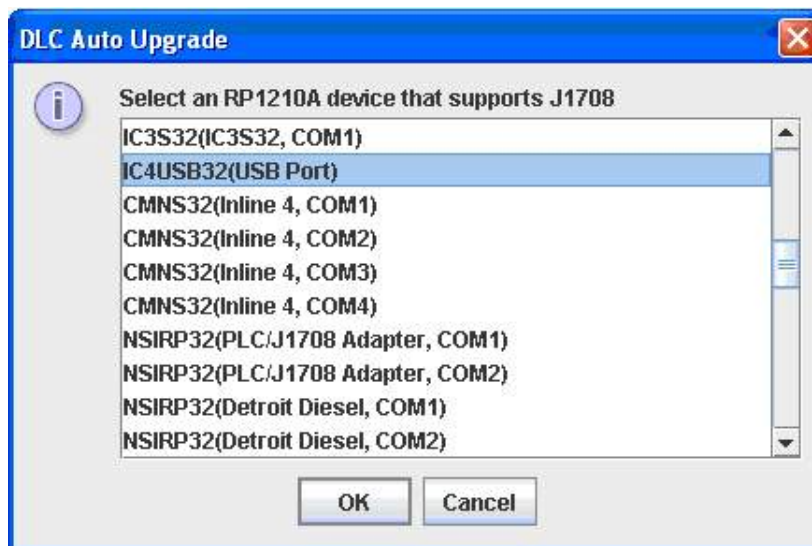 DLC Auto Upgrade
Select an RP1210A device that supports J1708
IC3S32(IC3S32, COM1)
IC4USB32(USB Port)
CMNS32(Inline 4, COM1)
CMNS32(Inline 4, COM2)
CMNS32(Inline 4, COM3)
CMNS32(Inline 4, COM4)
NSIRP32(PLC/J1708 Adapter, COM1)
NSIRP32(PLC/J1708 Adapter, COM2)
NSIRP32(Detroit Diesel, COM1)
NSIRP32(Detroit Diesel, COM2)
OK Cancel